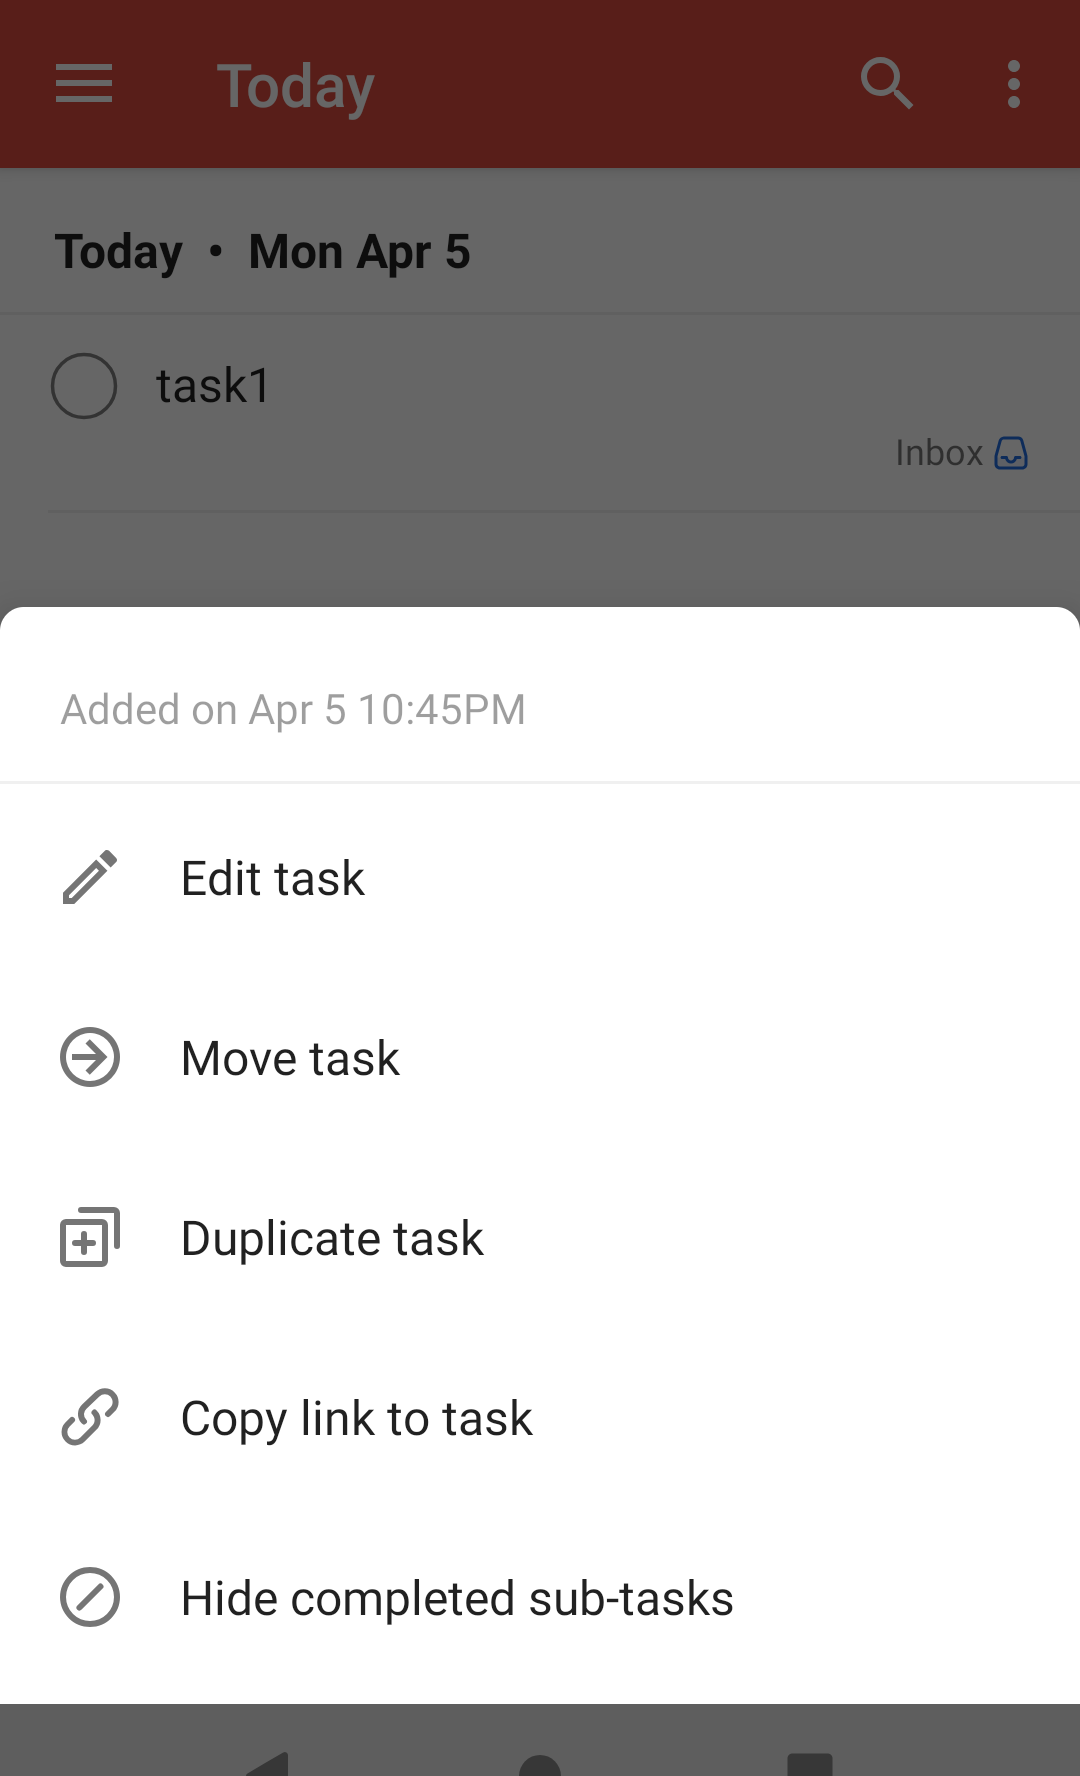 Today
Today • Mon Apr 5
task1
Inbox
Added on Apr 5 10:45PM
Edit task
Move task
Duplicate task
Copy link to task
Hide completed sub-tasks